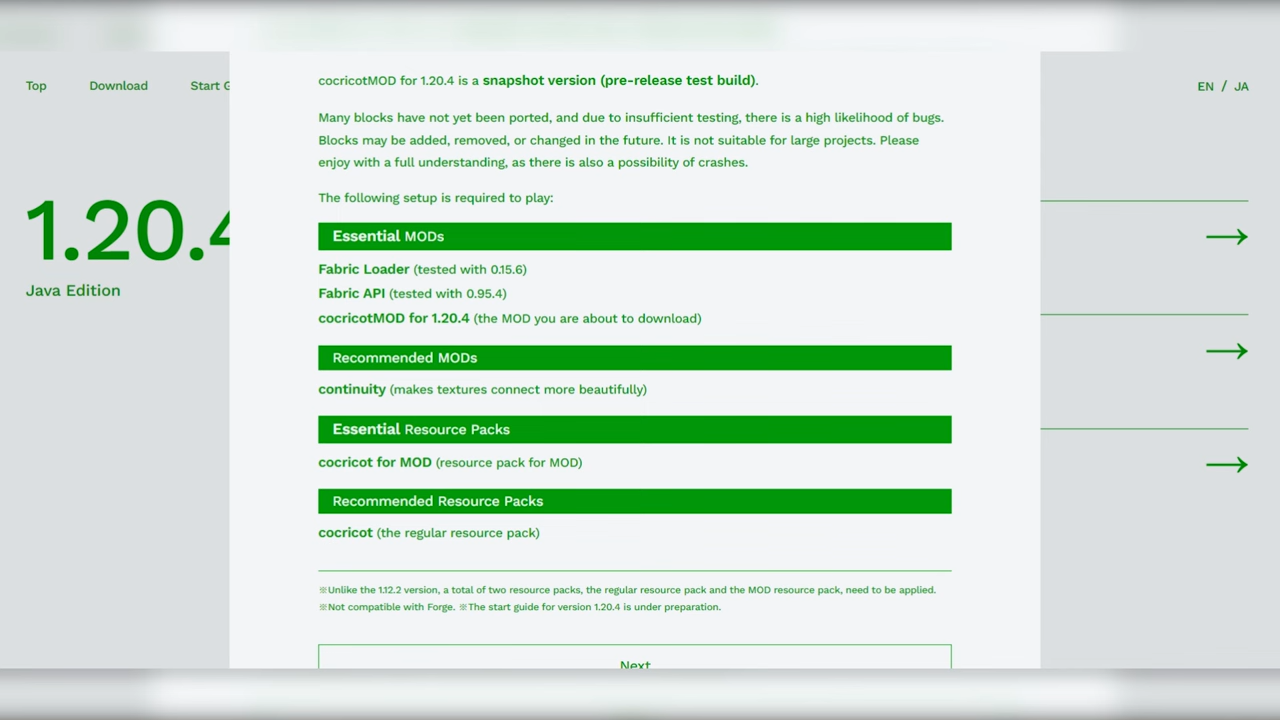 Top Download Start G
EN / JA
1.20.4
Java Edition
cocricotMOD for 1.20.4 is a snapshot version (pre-release test build).
Many blocks have not yet been ported, and due to insufficient testing, there is a high likelihood of bugs.
Blocks may be added, removed, or changed in the future. It is not suitable for large projects. Please
enjoy with a full understanding, as there is also a possibility of crashes.
The following setup is required to play:
Essential MODs
Fabric Loader (tested with 0.15.6)
Fabric API (tested with 0.95.4)
cocricotMOD for 1.20.4 (the MOD you are about to download)
Recommended MODs
continuity (makes textures connect more beautifully)
Essential Resource Packs
cocricot for MOD (resource pack for MOD)
Recommended Resource Packs
cocricot (the regular resource pack)
※Unlike the 1.12.2 version, a total of two resource packs, the regular resource pack and the MOD resource pack, need to be applied.
※Not compatible with Forge. ※The start guide for version 1.20.4 is under preparation.
Next